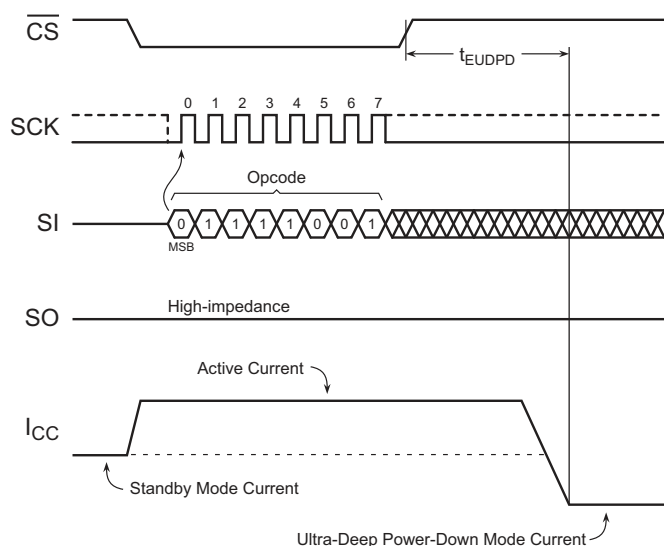 CS
tEUDPD
0 1 2 3 4 5 6 7
SCK
Opcode
SI
0 1 1 1 1 0 0 1
MSB
High-impedance
SO
Active Current
ICC
Standby Mode Current
Ultra-Deep Power-Down Mode Current